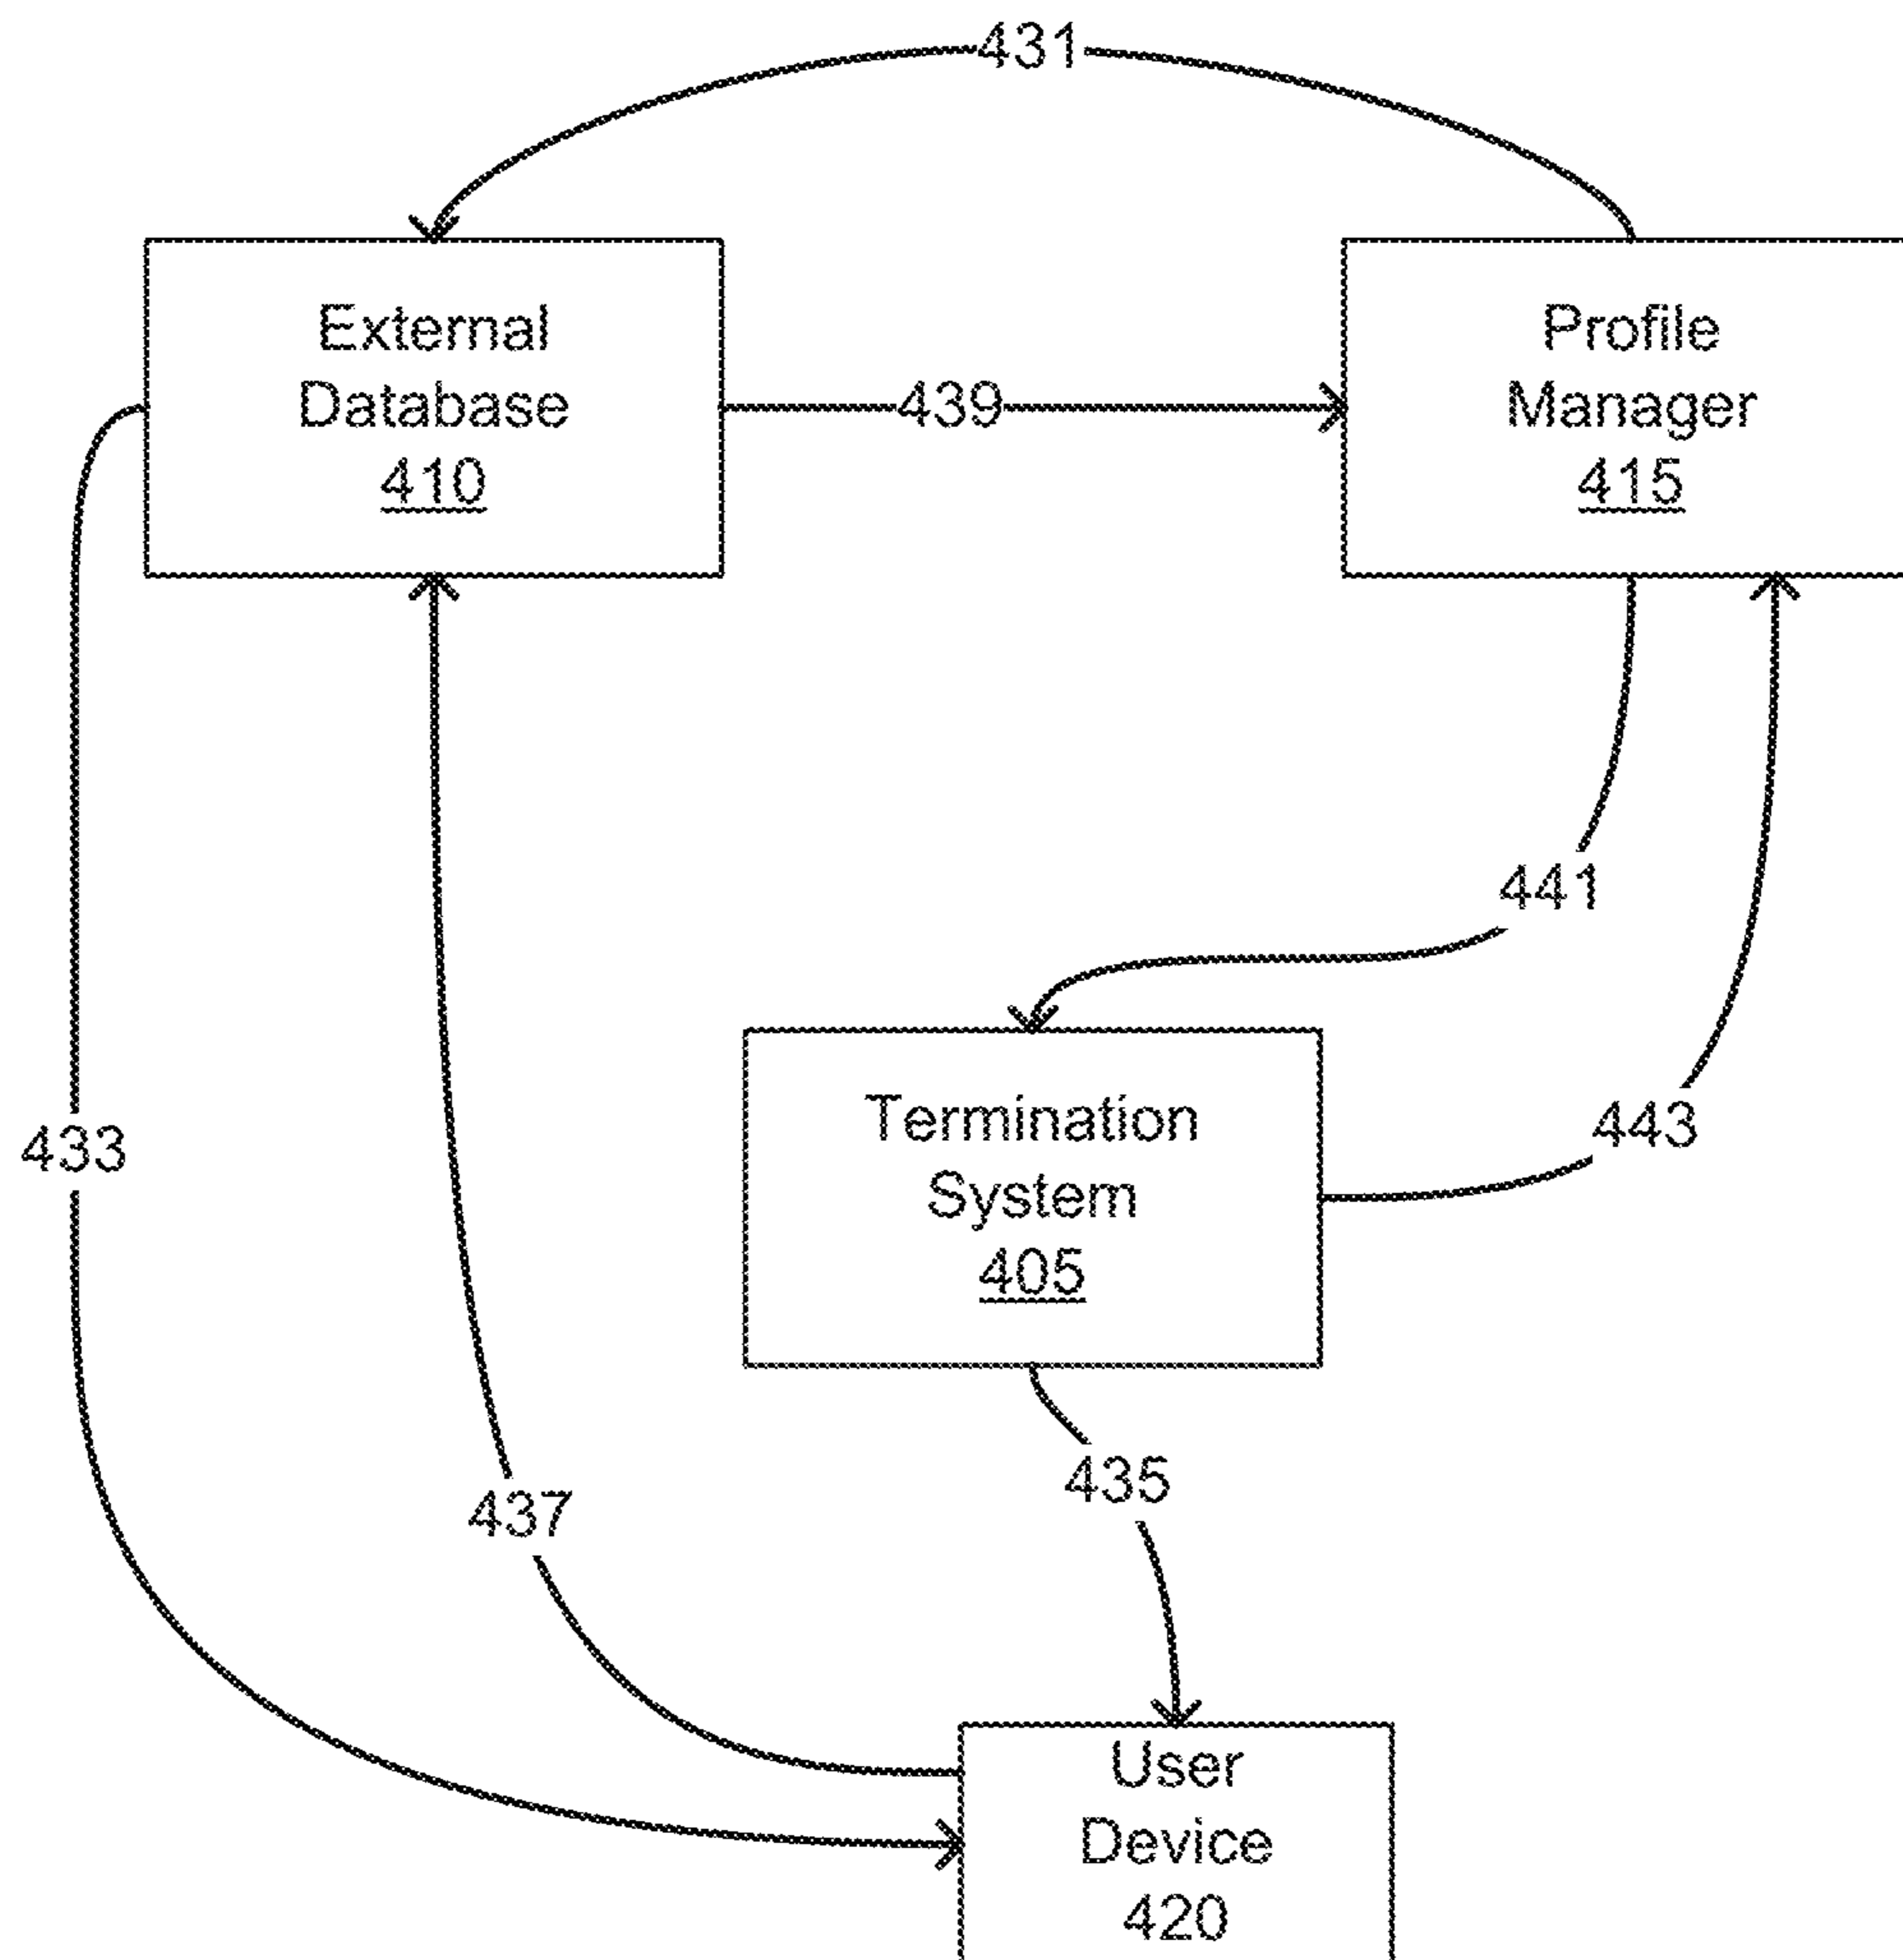 431
External
Database
410
439
Profile
Manager
415
441
Termination
System
405
443
433
435
437
User
Device
420